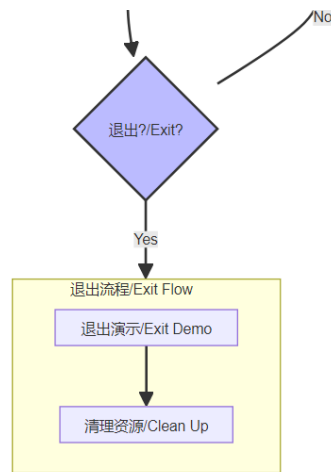 No
退出?/Exit?
Yes
退出流程/Exit Flow
退出演示/Exit Demo
清理资源/Clean Up